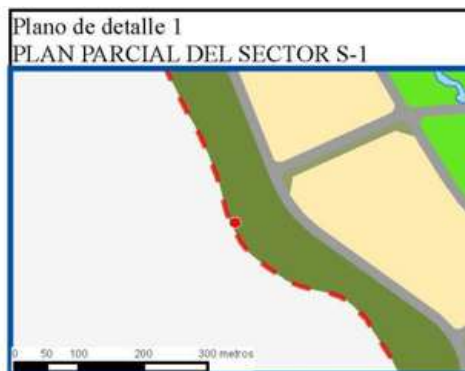 Plano de detalle 1
PLAN PARCIAL DEL SECTOR S-1
0 50 100 200 300 metros